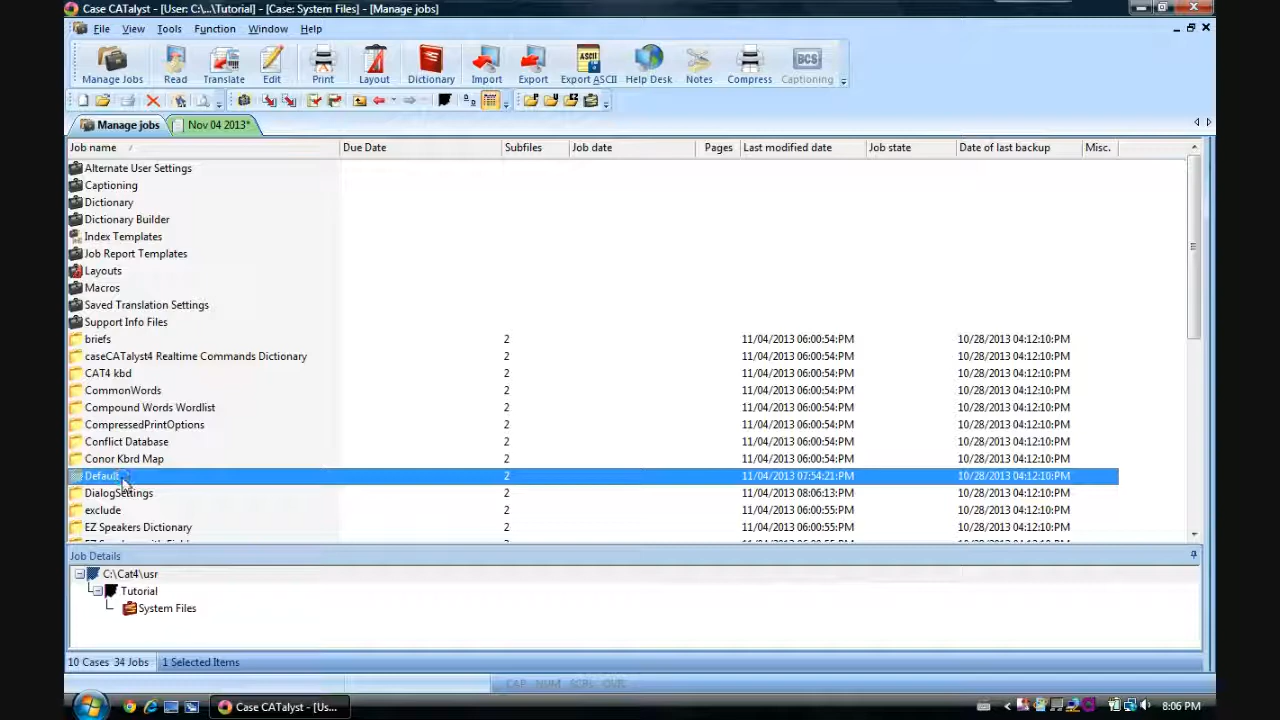 Case CATalyst - [User: C:\...\Tutorial] - [Case: System Files] - [Manage jobs]
File View Tools Function Window Help
Manage Jobs Read Translate Edit Print Layout Dictionary Import Export Export ASCII Help Desk Notes Compress BCS Captioning
Manage jobs Nov 04 2013*
Job name Due Date Subfiles Job date Pages Last modified date Job state Date of last backup Misc.
Alternate User Settings
Captioning
Dictionary
Dictionary Builder
Index Templates
Job Report Templates
Layouts
Macros
Saved Translation Settings
Support Info Files
briefs 2 11/04/2013 06:00:54:PM 10/28/2013 04:12:10:PM
caseCATalyst4 Realtime Commands Dictionary 2 11/04/2013 06:00:54:PM 10/28/2013 04:12:10:PM
CAT4 kbd 2 11/04/2013 06:00:54:PM 10/28/2013 04:12:10:PM
CommonWords 2 11/04/2013 06:00:54:PM 10/28/2013 04:12:10:PM
Compound Words Wordlist 2 11/04/2013 06:00:54:PM 10/28/2013 04:12:10:PM
CompressedPrintOptions 2 11/04/2013 06:00:54:PM 10/28/2013 04:12:10:PM
Conflict Database 2 11/04/2013 06:00:54:PM 10/28/2013 04:12:10:PM
Conor Kbrd Map 2 11/04/2013 06:00:54:PM 10/28/2013 04:12:10:PM
Default 2 11/04/2013 07:54:21:PM 10/28/2013 04:12:10:PM
DialogSettings 2 11/04/2013 08:06:13:PM 10/28/2013 04:12:10:PM
exclude 2 11/04/2013 06:00:55:PM 10/28/2013 04:12:10:PM
EZ Speakers Dictionary 2 11/04/2013 06:00:55:PM 10/28/2013 04:12:10:PM
Job Details
C:\Cat4\usr
Tutorial
System Files
10 Cases 34 Jobs 1 Selected Items
CAP NUM SCRL OVR
Case CATalyst - [Us... 8:06 PM